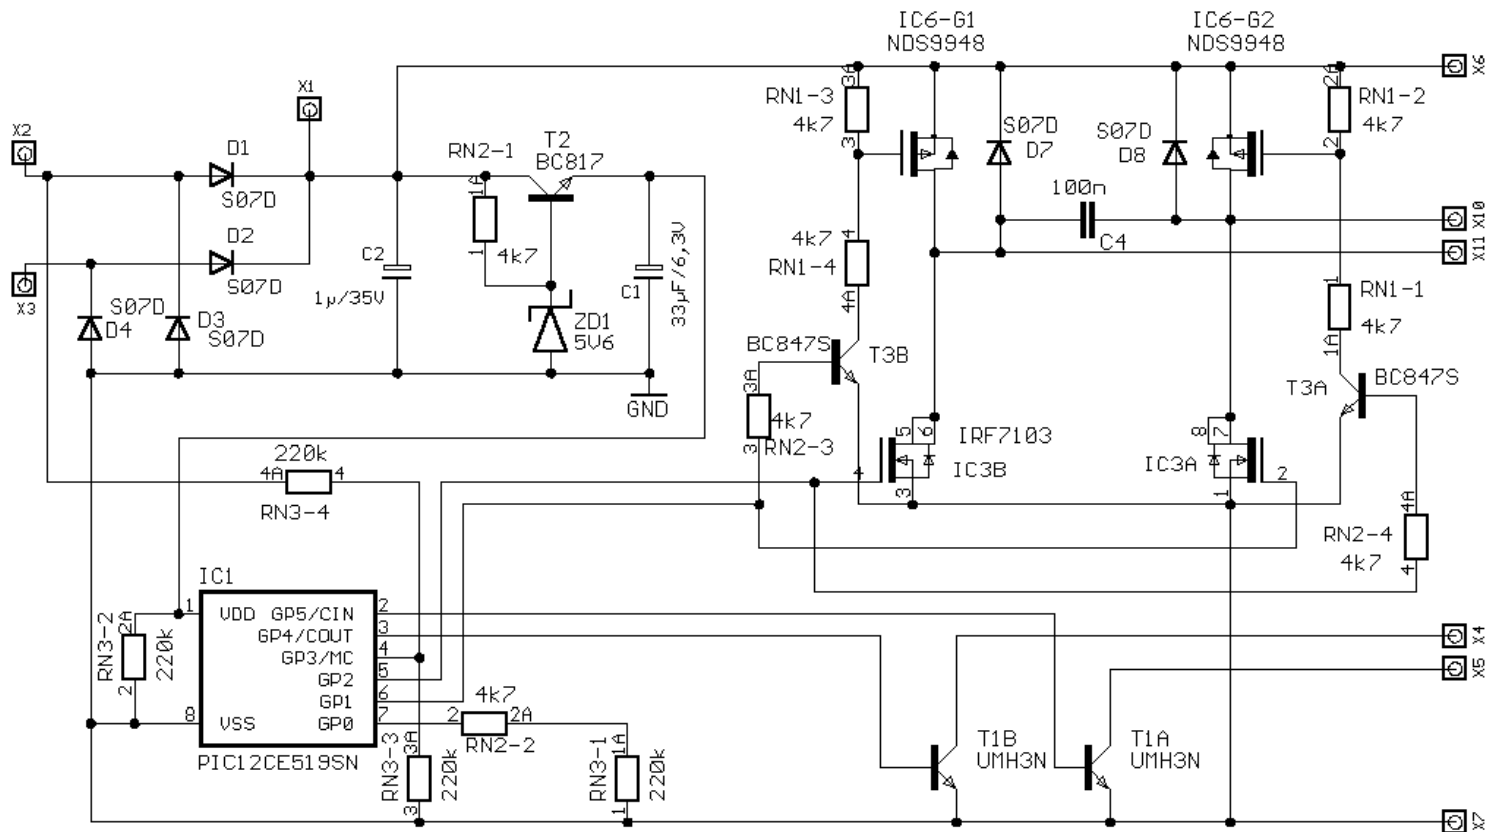 IC6-G1
NDS9948
IC6-G2
NDS9948
X6
X1
X2
RN1-3
4k7
3A
3
S07D
D7
S07D
D8
2A
2
RN1-2
4k7
D1
S07D
RN2-1
1A
1
4k7
T2
BC817
100n
C4
X10
X11
D2
S07D
X3
C2
1µ/35V
C1
33µF/6,3V
4k7
RN1-4
4
4A
1
RN1-1
4k7
1A
S07D
D4
D3
S07D
ZD1
5V6
BC847S
T3B
T3A
BC847S
GND
3A
4k7
RN2-3
3
5
6
IRF7103
IC3B
4
3
8
7
IC3A
1
2
220k
4A
4
RN3-4
4A
RN2-4
4k7
4
IC1
1
VDD
GP5/CIN
2
GP4/COUT
3
GP3/MC
4
GP2
5
GP1
6
8
VSS
GP0
7
PIC12CE519SN
RN3-2
2A
220k
2
4k7
2
2A
RN2-2
X4
X5
RN3-3
3A
220k
3
RN3-1
1A
220k
1
T1B
UMH3N
T1A
UMH3N
X7